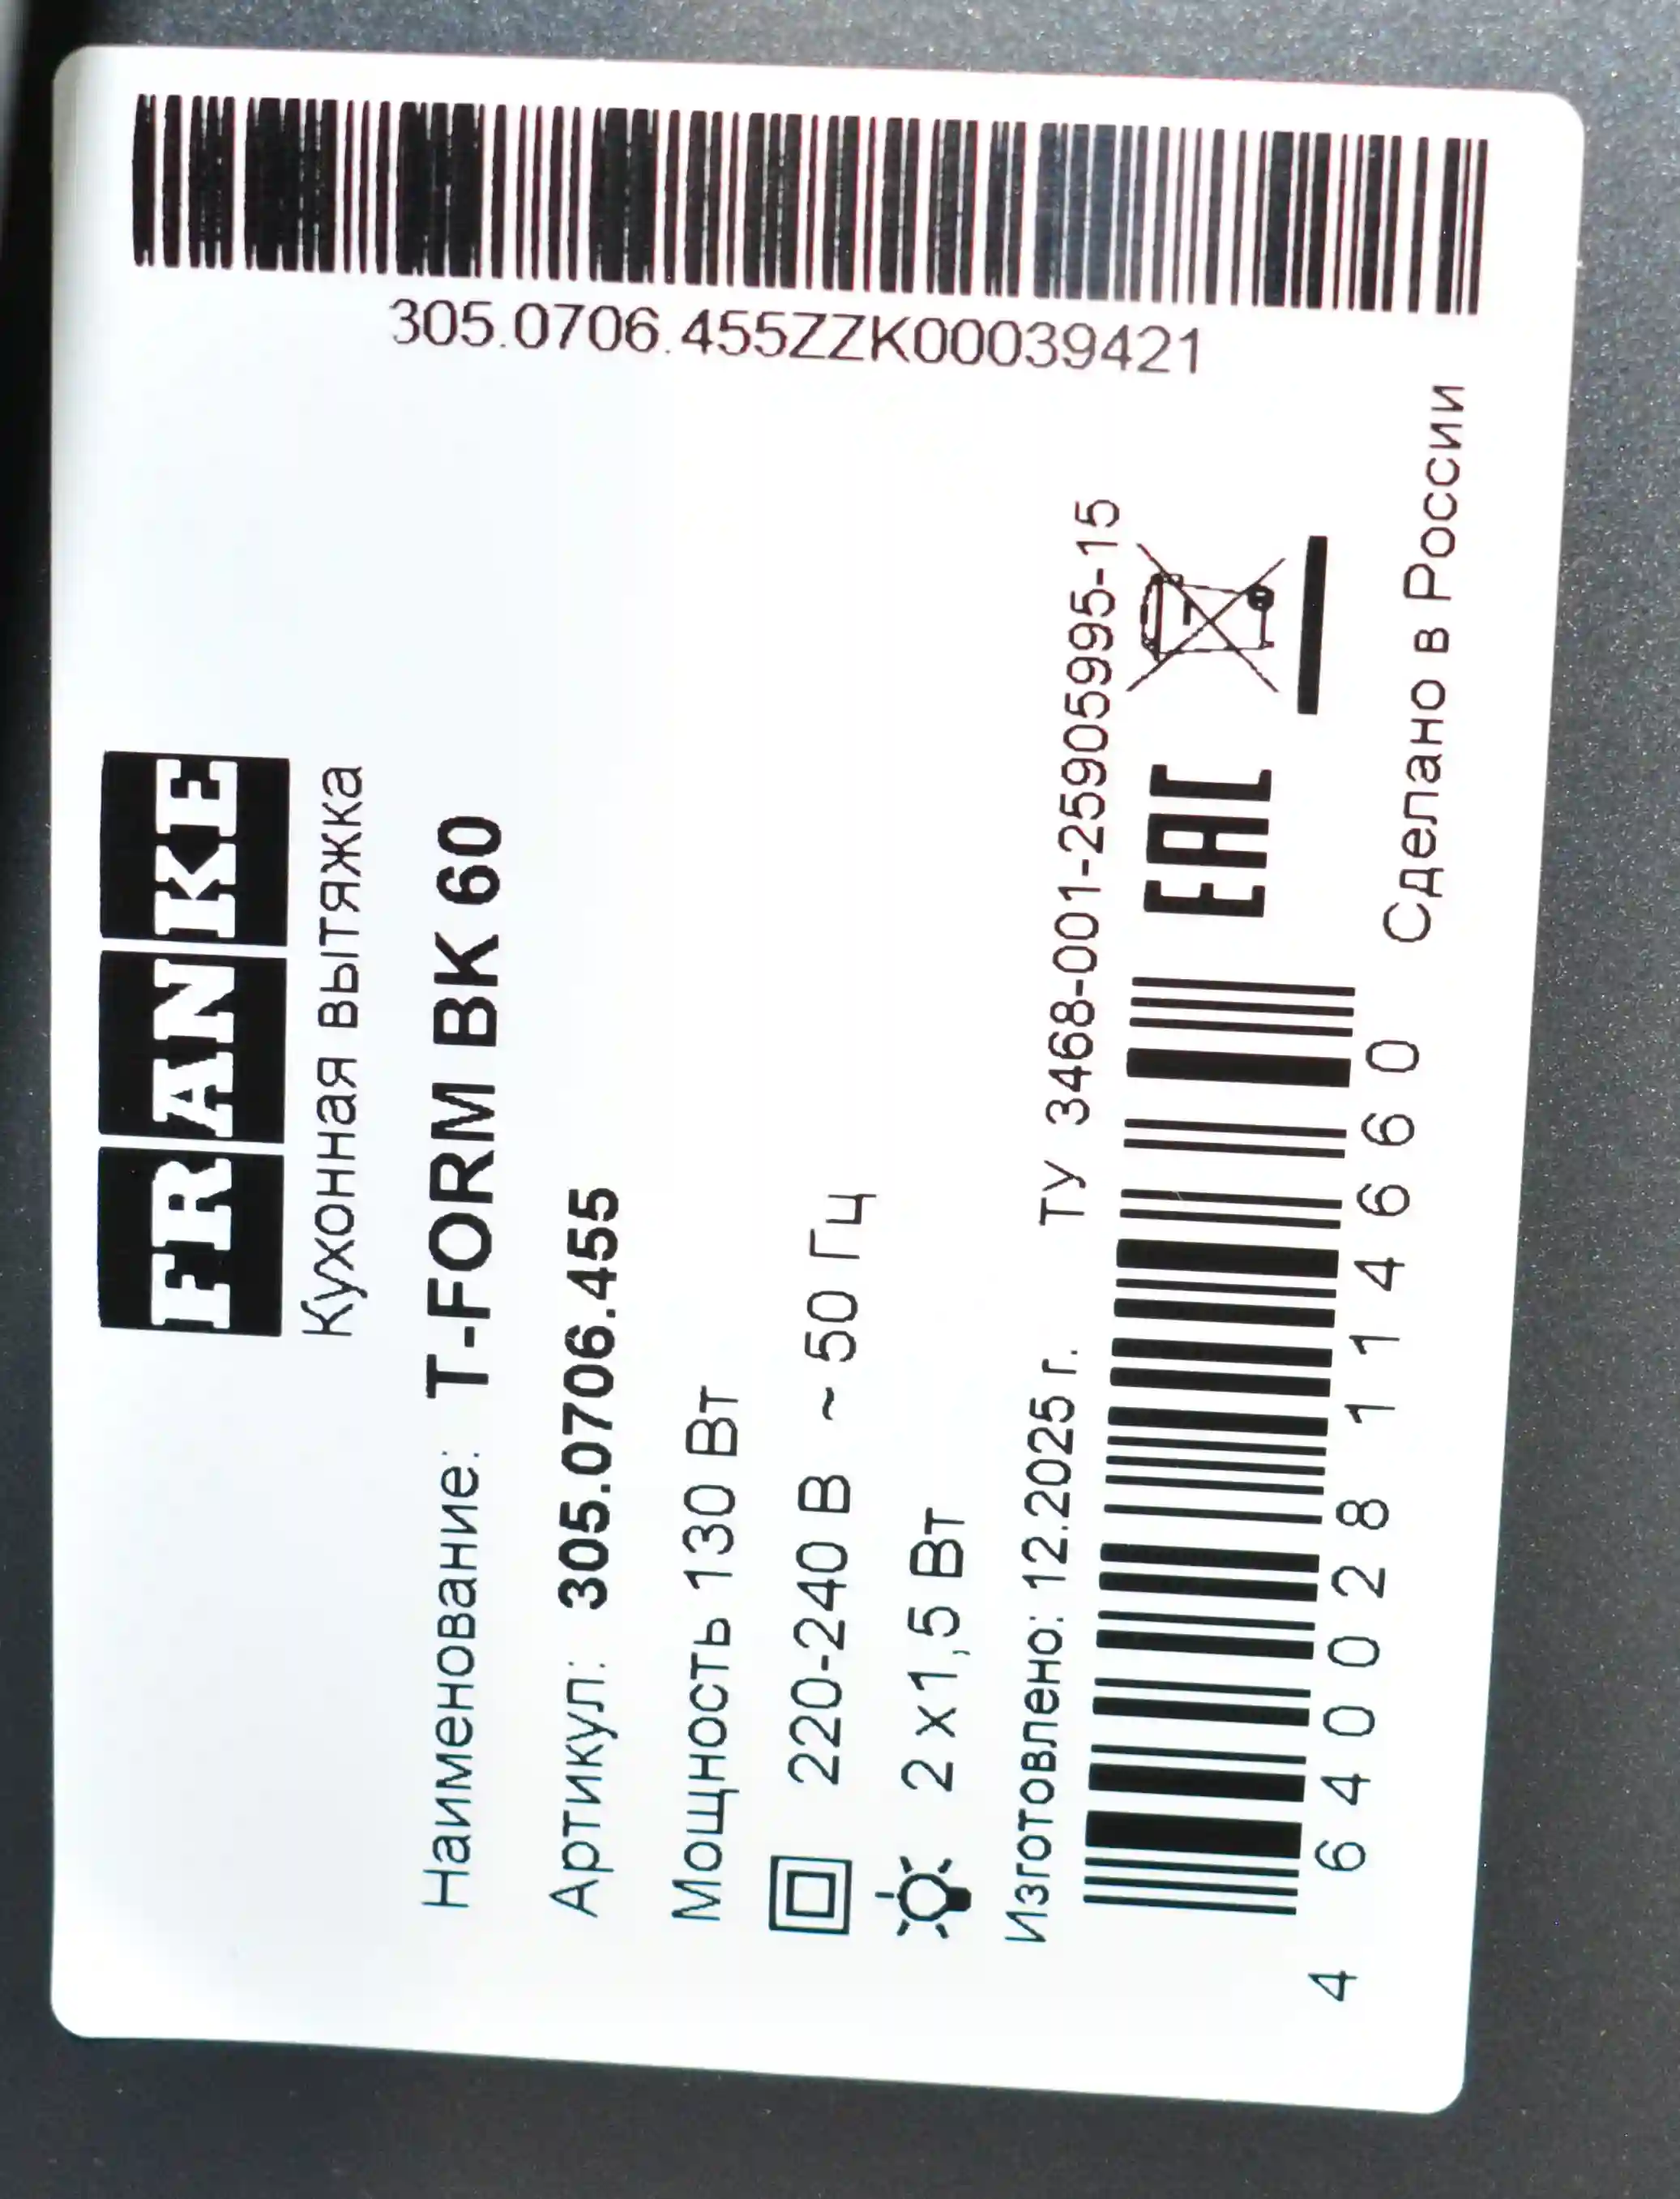 FRANKE
Кухонная вытяжка
Наименование: T-FORM BK 60
Артикул: 305.0706.455
Мощность 130 Вт
220-240 В ~ 50 Гц
2 x 1,5 Вт
Изготовлено: 12.2025 г. ТУ 3468-001-25905995-15
EAC
4 640028 114660
Сделано в России
305.0706.455ZZK00039421